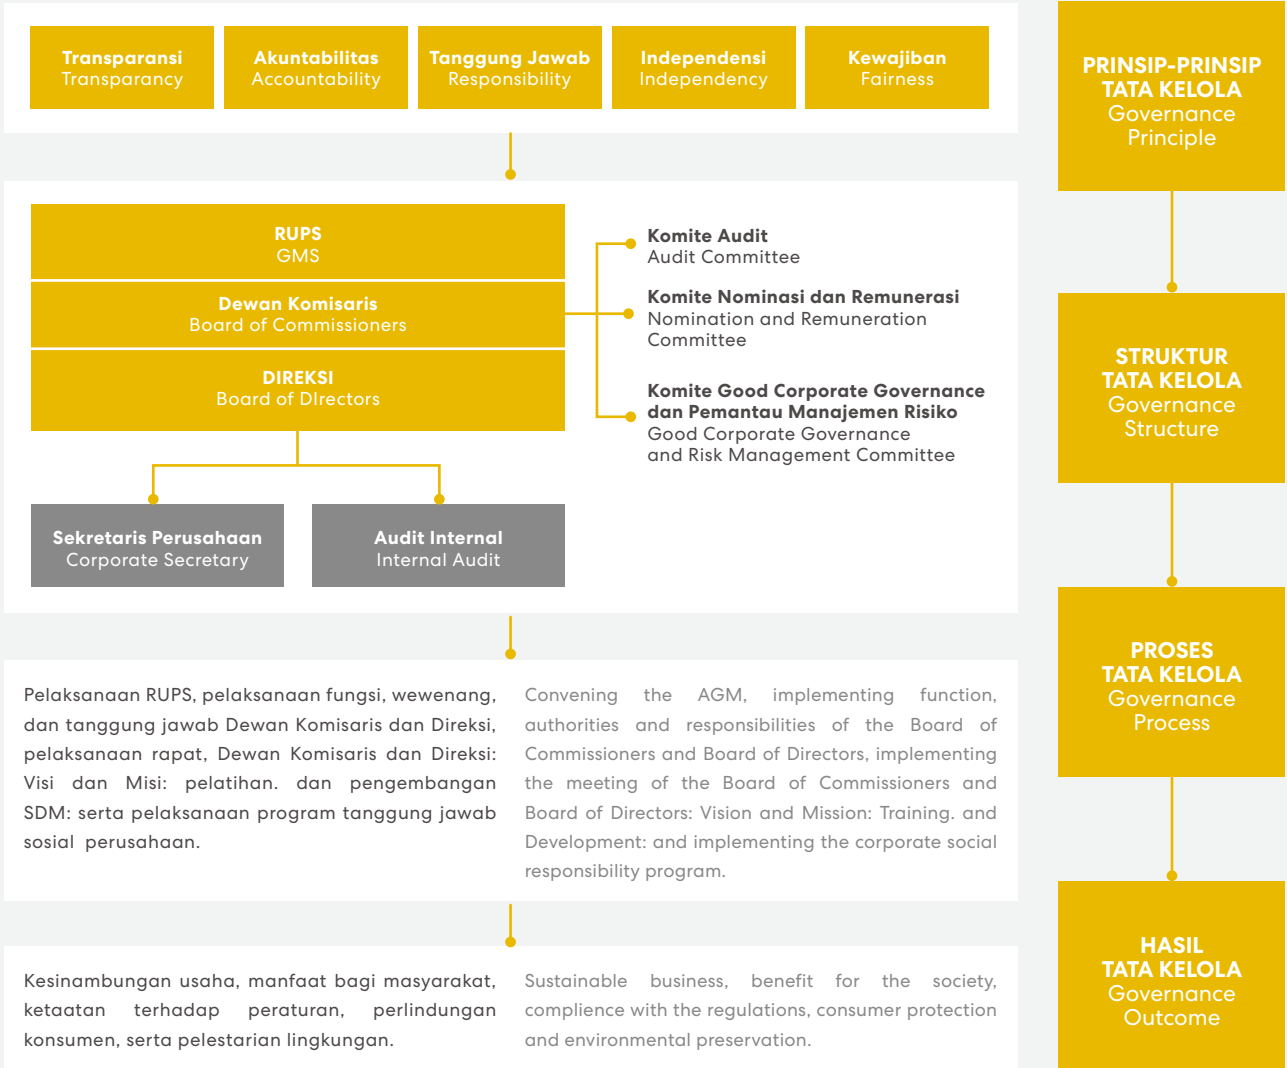 Transparansi
Transparancy
Akuntabilitas
Accountability
Tanggung Jawab
Responsibility
Independensi
Independency
Kewajiban
Fairness
PRINSIP-PRINSIP
TATA KELOLA
Governance
Principle
RUPS
GMS
Dewan Komisaris
Board of Commissioners
DIREKSI
Board of DIrectors
Komite Audit
Audit Committee
Komite Nominasi dan Remunerasi
Nomination and Remuneration
Committee
Komite Good Corporate Governance
dan Pemantau Manajemen Risiko
Good Corporate Governance
and Risk Management Committee
Sekretaris Perusahaan
Corporate Secretary
Audit Internal
Internal Audit
STRUKTUR
TATA KELOLA
Governance
Structure
Pelaksanaan RUPS, pelaksanaan fungsi, wewenang,
dan tanggung jawab Dewan Komisaris dan Direksi,
pelaksanaan rapat, Dewan Komisaris dan Direksi:
Visi dan Misi: pelatihan. dan pengembangan
SDM: serta pelaksanaan program tanggung jawab
sosial perusahaan.
Convening the AGM, implementing function,
authorities and responsibilities of the Board of
Commissioners and Board of Directors, implementing
the meeting of the Board of Commissioners and
Board of Directors: Vision and Mission: Training. and
Development: and implementing the corporate social
responsibility program.
PROSES
TATA KELOLA
Governance
Process
Kesinambungan usaha, manfaat bagi masyarakat,
ketaatan terhadap peraturan, perlindungan
konsumen, serta pelestarian lingkungan.
Sustainable business, benefit for the society,
complience with the regulations, consumer protection
and environmental preservation.
HASIL
TATA KELOLA
Governance
Outcome